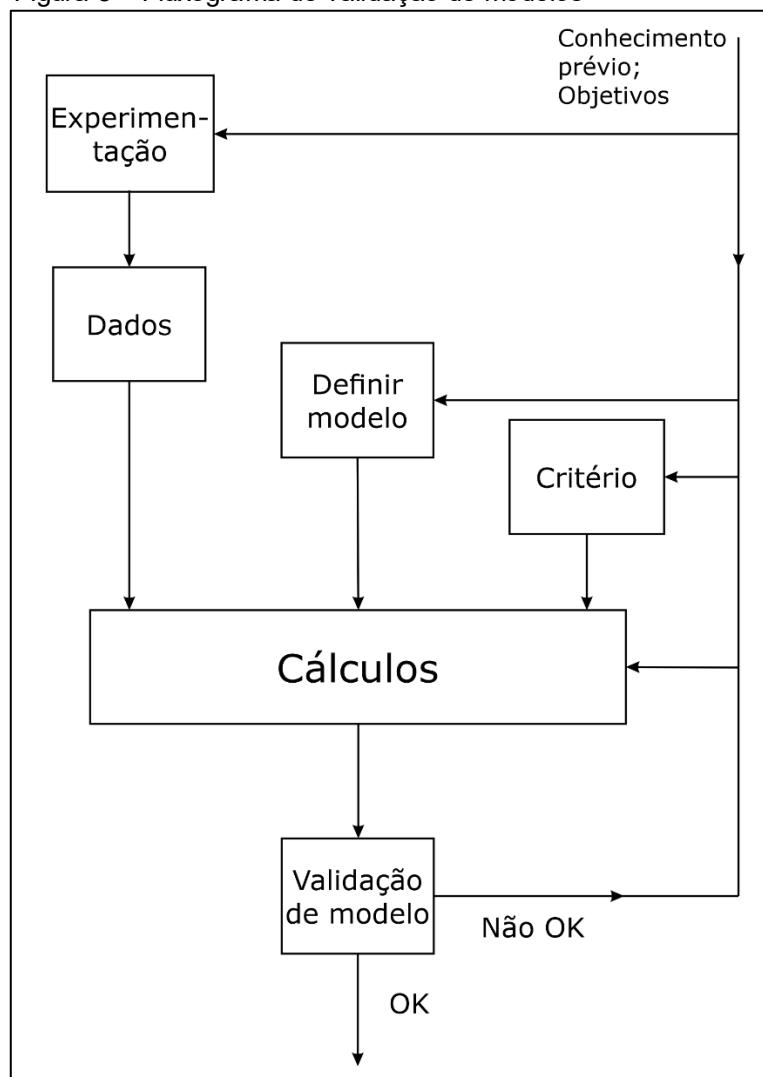 Conhecimento
prévio;
Objetivos
Experimen-
tação
Dados
Definir
modelo
Critério
Cálculos
Validação
de modelo
Não OK
OK